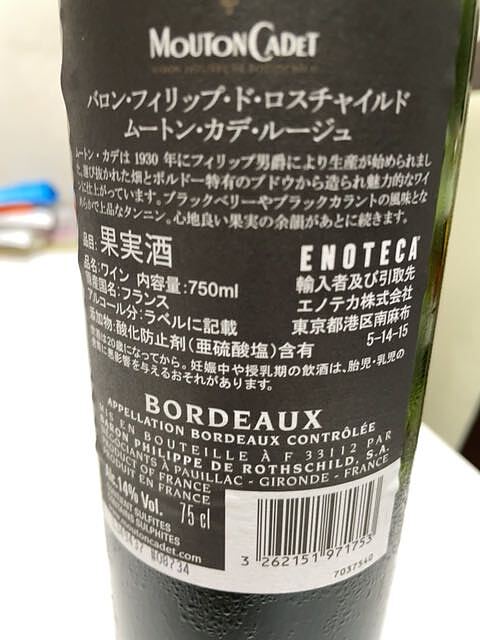 MOUTON CADET
バロン・フィリップ・ド・ロスチャイルド
ムートン・カデ・ルージュ
ムートン・カデは 1930 年にフィリップ男爵により生産が始められまし
た。選び抜かれた畑とボルドー特有のブドウから造られ魅力的なワイ
ンに仕上がっています。ブラックベリーやブラックカラントの風味とな
めらかで上品なタンニン。心地良い果実の余韻があとに続きます。
品目:果実酒
品名:ワイン 内容量:750ml
原産国名:フランス
アルコール分:ラベルに記載
添加物:酸化防止剤（亜硫酸塩）含有
ENOTECA
輸入者及び引取先
エノテカ株式会社
東京都港区南麻布
5-14-15
飲酒は20歳になってから。妊娠中や授乳期の飲酒は、胎児・乳児の
発育に悪影響を与えるおそれがあります。
BORDEAUX
APPELLATION BORDEAUX CONTRÔLÉE
MIS EN BOUTEILLE À F 33112 PAR
BARON PHILIPPE DE ROTHSCHILD, S.A.
NÉGOCIANTS À PAUILLAC - GIRONDE - FRANCE
PRODUCT OF FRANCE
PRODUIT EN FRANCE
Alc. 14% Vol.
75 cl
CONTAINS SULPHITES
www.moutoncadet.com
3 262151 971753
7037540